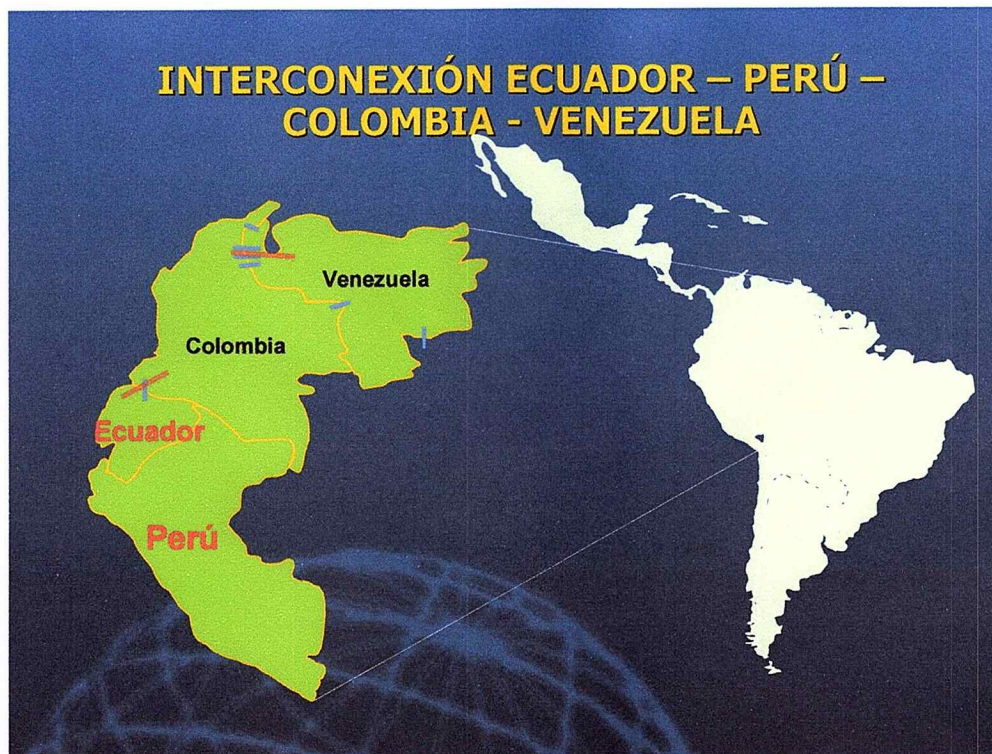 INTERCONEXIÓN ECUADOR – PERÚ –
COLOMBIA - VENEZUELA
Venezuela
Colombia
Ecuador
Perú